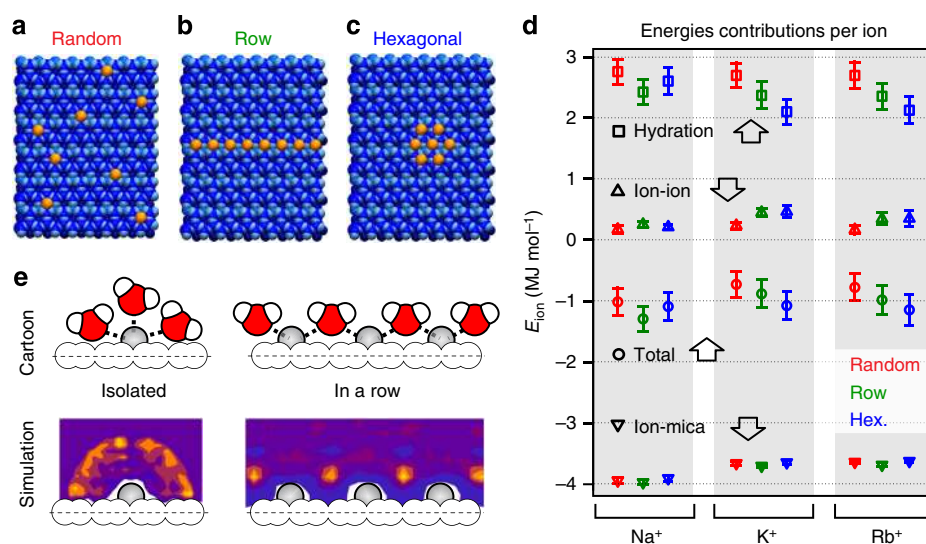 a
Random
b
Row
c
Hexagonal
d
Energies contributions per ion
3
2
1
0
−1
−2
−3
−4
E_ion (MJ mol⁻¹)
Hydration
Ion-ion
Total
Ion-mica
Random
Row
Hex.
Na⁺
K⁺
Rb⁺
e
Cartoon
Isolated
In a row
Simulation